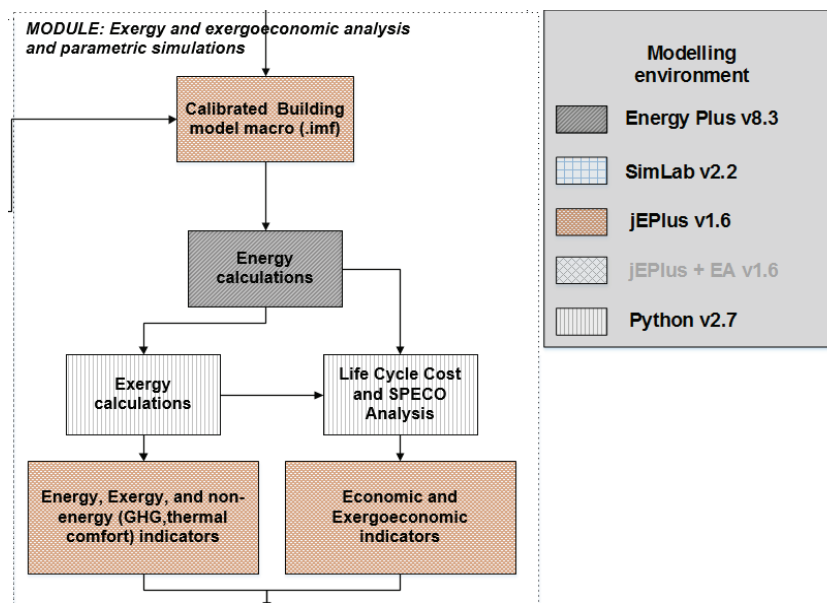 MODULE: Exergy and exergoeconomic analysis
and parametric simulations
Calibrated Building
model macro (.imf)
Energy
calculations
Exergy
calculations
Life Cycle Cost
and SPECO
Analysis
Energy, Exergy, and non-
energy (GHG,thermal
comfort) indicators
Economic and
Exergoeconomic
indicators
Modelling
environment
Energy Plus v8.3
SimLab v2.2
jEPlus v1.6
jEPlus + EA v1.6
Python v2.7